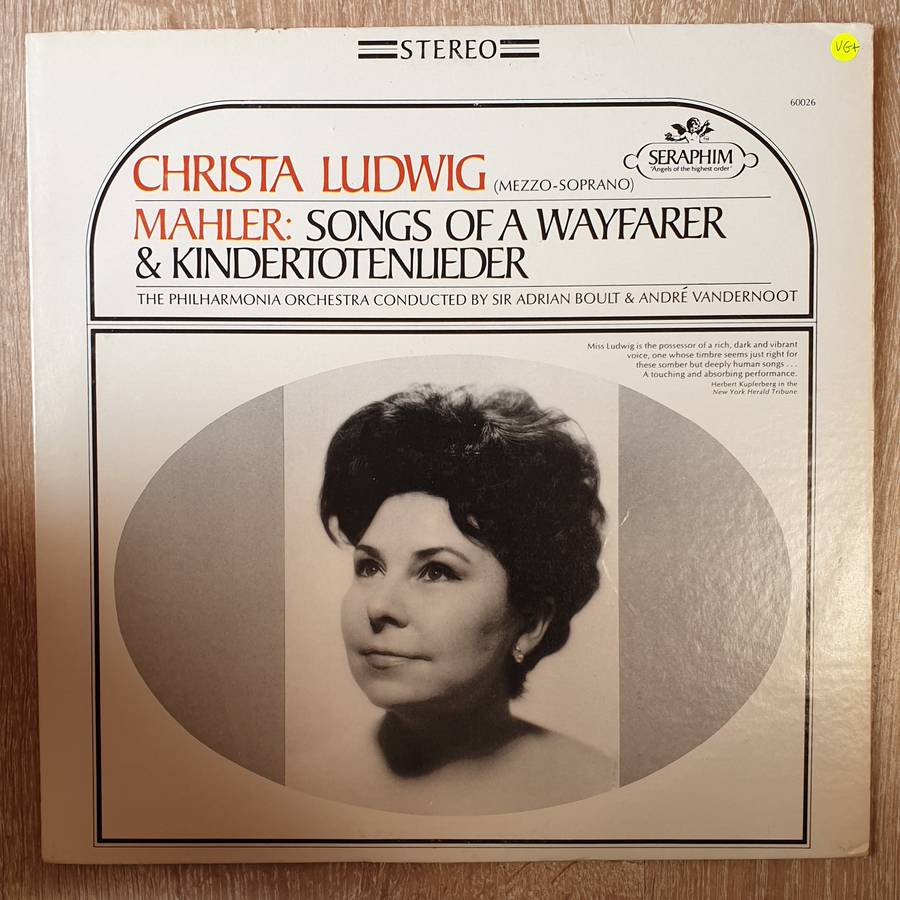 STEREO
VG+
60026
SERAPHIM
"Angels of the highest order"
CHRISTA LUDWIG (MEZZO-SOPRANO)
MAHLER: SONGS OF A WAYFARER
& KINDERTOTENLIEDER
THE PHILHARMONIA ORCHESTRA CONDUCTED BY SIR ADRIAN BOULT & ANDRÉ VANDERNOOT
Miss Ludwig is the possessor of a rich, dark and vibrant
voice, one whose timbre seems just right for
these somber but deeply human songs . . .
A touching and absorbing performance.
Herbert Kupferberg in the
New York Herald Tribune